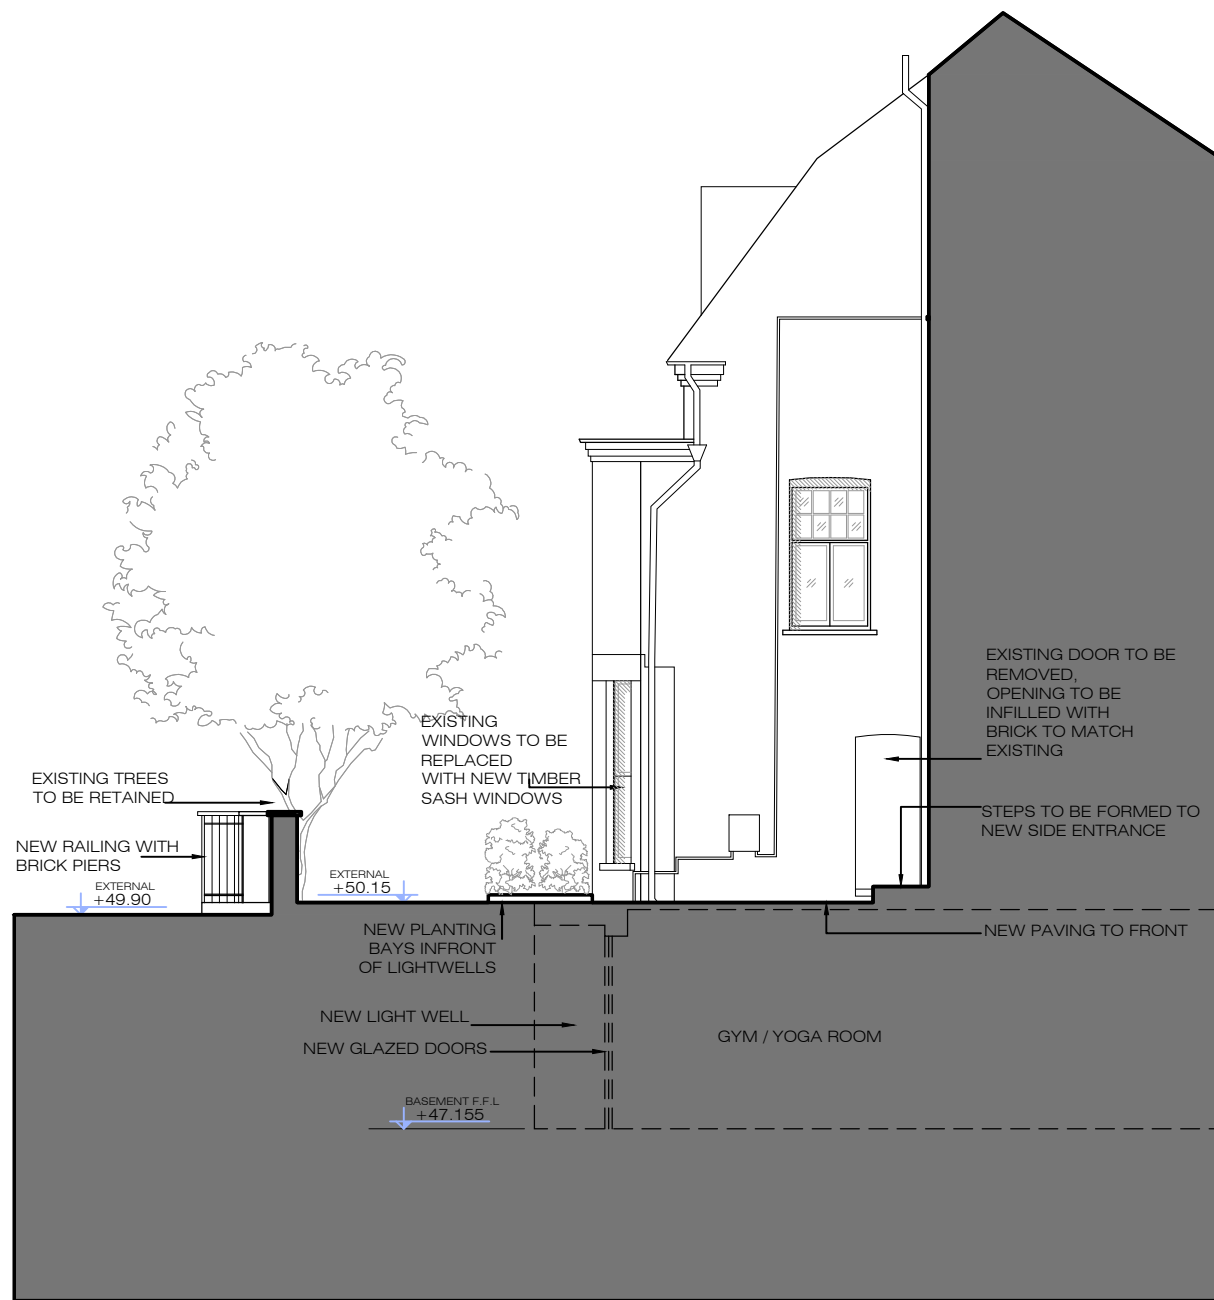 EXISTING DOOR TO BE
REMOVED,
OPENING TO BE
INFILLED WITH
BRICK TO MATCH
EXISTING
EXISTING
WINDOWS TO BE
REPLACED
WITH NEW TIMBER
SASH WINDOWS
EXISTING TREES
TO BE RETAINED
STEPS TO BE FORMED TO
NEW SIDE ENTRANCE
NEW RAILING WITH
BRICK PIERS
EXTERNAL
+49.90
EXTERNAL
+50.15
NEW PLANTING
BAYS INFRONT
OF LIGHTWELLS
NEW PAVING TO FRONT
NEW LIGHT WELL
NEW GLAZED DOORS
GYM / YOGA ROOM
BASEMENT F.F.L
+47.155